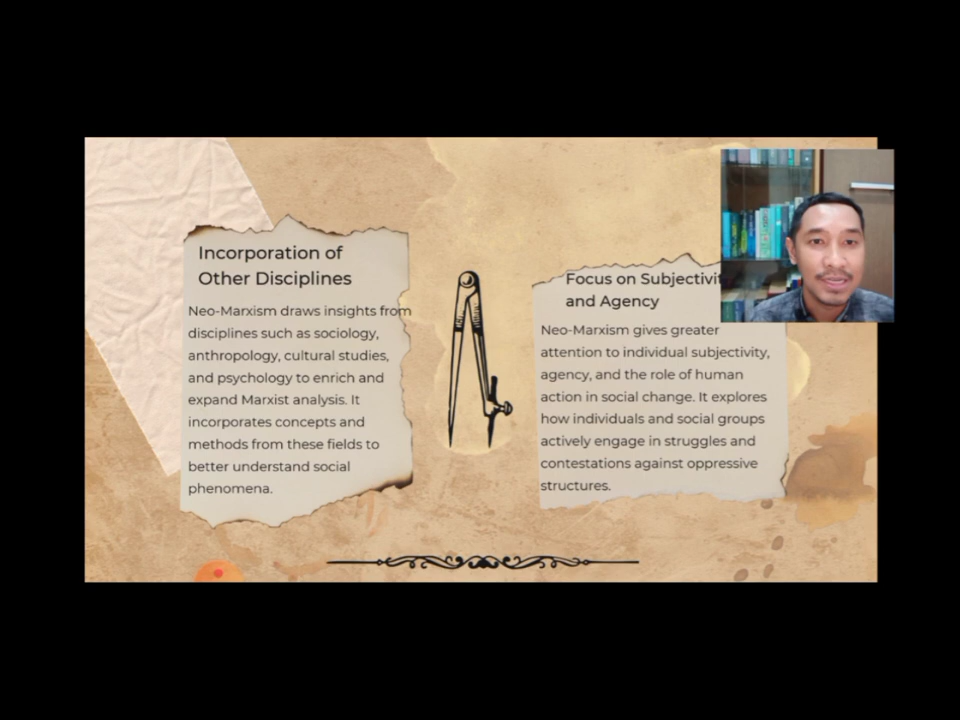 Incorporation of
Other Disciplines
Neo-Marxism draws insights from
disciplines such as sociology,
anthropology, cultural studies,
and psychology to enrich and
expand Marxist analysis. It
incorporates concepts and
methods from these fields to
better understand social
phenomena.
Focus on Subjectivit
and Agency
Neo-Marxism gives greater
attention to individual subjectivity,
agency, and the role of human
action in social change. It explores
how individuals and social groups
actively engage in struggles and
contestations against oppressive
structures.